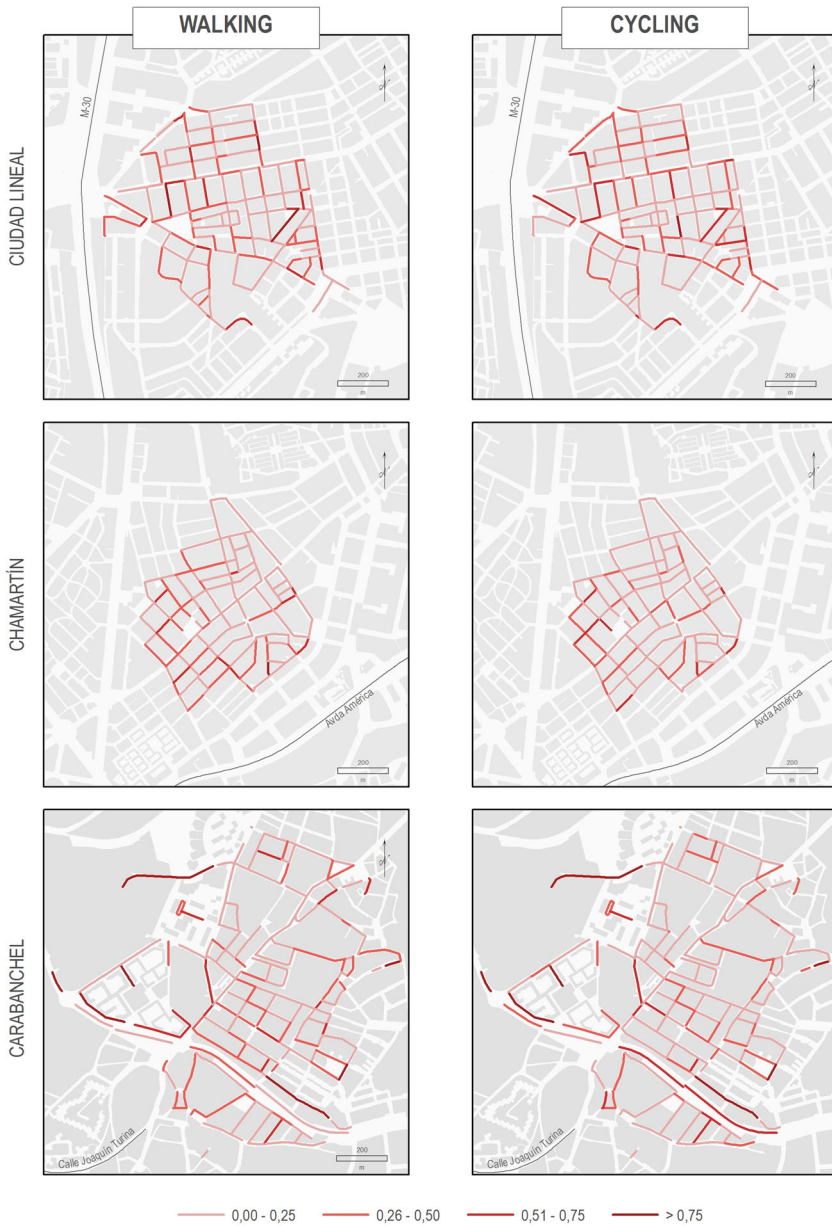 WALKING
CYCLING
CIUDAD LINEAL
M-30
200
m
M-30
200
m
CHAMARTÍN
Avda América
200
m
Avda América
200
m
CARABANCHEL
Calle Joaquín Turina
200
m
Calle Joaquín Turina
200
m
0,00 - 0,25
0,26 - 0,50
0,51 - 0,75
> 0,75